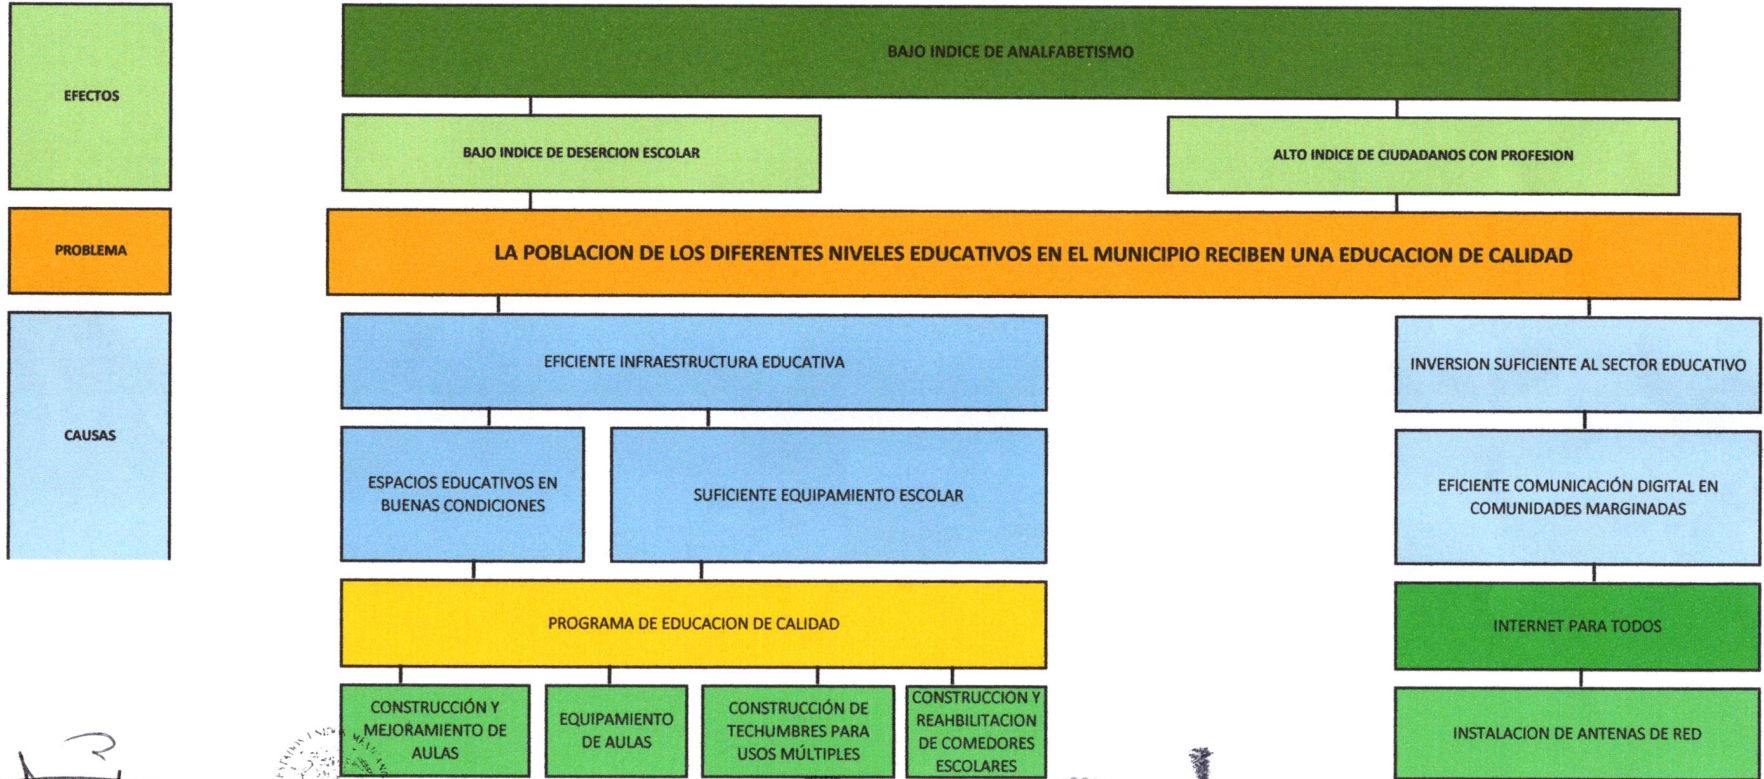 EFECTOS
BAJO INDICE DE ANALFABETISMO
BAJO INDICE DE DESERCION ESCOLAR
ALTO INDICE DE CIUDADANOS CON PROFESION
PROBLEMA
LA POBLACION DE LOS DIFERENTES NIVELES EDUCATIVOS EN EL MUNICIPIO RECIBEN UNA EDUCACION DE CALIDAD
CAUSAS
EFICIENTE INFRAESTRUCTURA EDUCATIVA
INVERSION SUFICIENTE AL SECTOR EDUCATIVO
ESPACIOS EDUCATIVOS EN
BUENAS CONDICIONES
SUFICIENTE EQUIPAMIENTO ESCOLAR
EFICIENTE COMUNICACIÓN DIGITAL EN
COMUNIDADES MARGINADAS
PROGRAMA DE EDUCACION DE CALIDAD
INTERNET PARA TODOS
CONSTRUCCIÓN Y
MEJORAMIENTO DE
AULAS
EQUIPAMIENTO
DE AULAS
CONSTRUCCIÓN DE
TECHUMBRES PARA
USOS MÚLTIPLES
CONSTRUCCION Y
REAHBILITACION
DE COMEDORES
ESCOLARES
INSTALACION DE ANTENAS DE RED